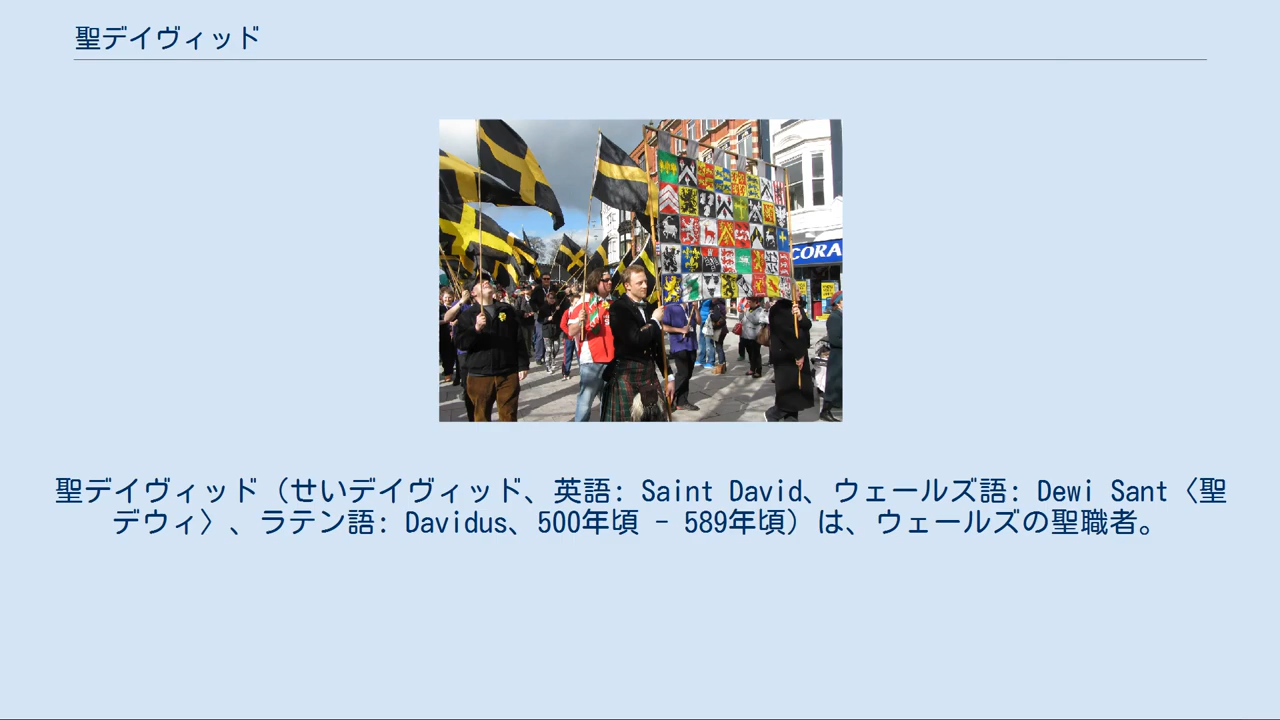 聖デイヴィッド
CORA
聖デイヴィッド（せいデイヴィッド、英語: Saint David、ウェールズ語: Dewi Sant〈聖
デウィ〉、ラテン語: Davidus、500年頃 - 589年頃）は、ウェールズの聖職者。